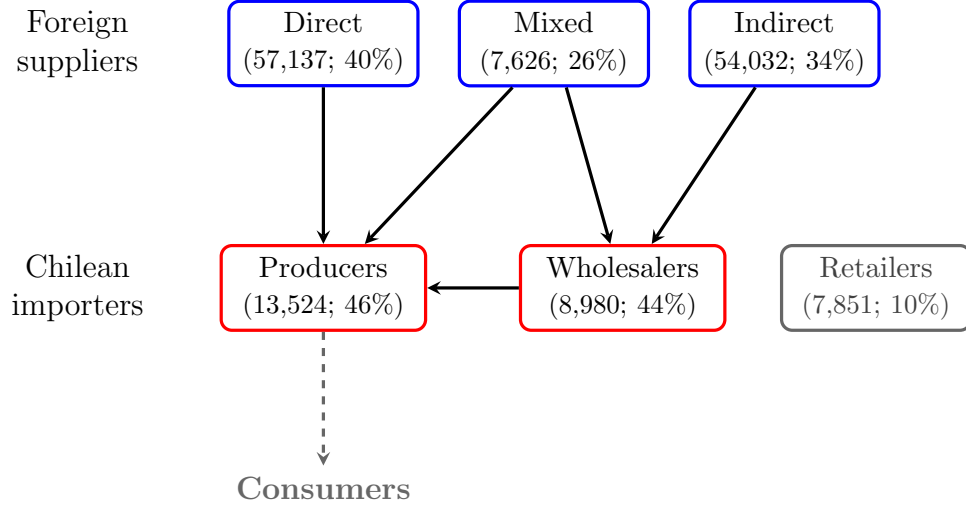 Foreign
suppliers
Direct
(57,137; 40%)
Mixed
(7,626; 26%)
Indirect
(54,032; 34%)
Chilean
importers
Producers
(13,524; 46%)
Wholesalers
(8,980; 44%)
Retailers
(7,851; 10%)
Consumers